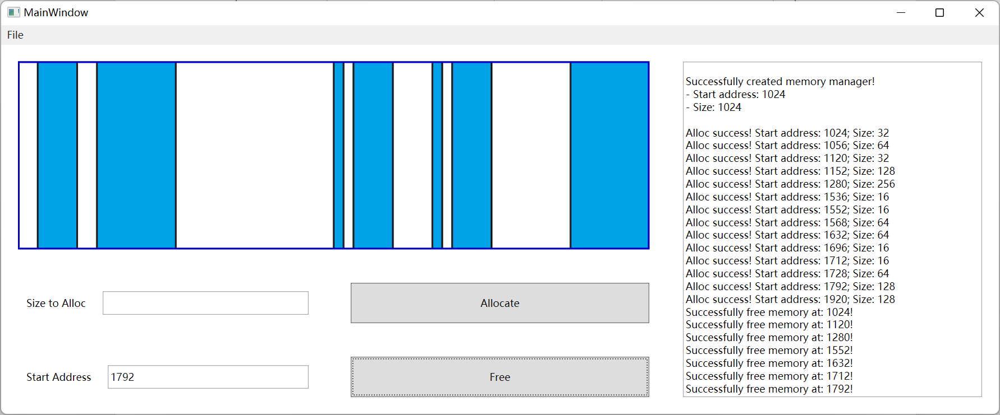 MainWindow
File
Successfully created memory manager!
- Start address: 1024
- Size: 1024
Alloc success! Start address: 1024; Size: 32
Alloc success! Start address: 1056; Size: 64
Alloc success! Start address: 1120; Size: 32
Alloc success! Start address: 1152; Size: 128
Alloc success! Start address: 1280; Size: 256
Alloc success! Start address: 1536; Size: 16
Alloc success! Start address: 1552; Size: 16
Alloc success! Start address: 1568; Size: 64
Alloc success! Start address: 1632; Size: 64
Alloc success! Start address: 1696; Size: 16
Alloc success! Start address: 1712; Size: 16
Alloc success! Start address: 1728; Size: 64
Alloc success! Start address: 1792; Size: 128
Alloc success! Start address: 1920; Size: 128
Successfully free memory at: 1024!
Successfully free memory at: 1120!
Successfully free memory at: 1280!
Successfully free memory at: 1552!
Successfully free memory at: 1632!
Successfully free memory at: 1712!
Successfully free memory at: 1792!
Size to Alloc
Allocate
Start Address
1792
Free